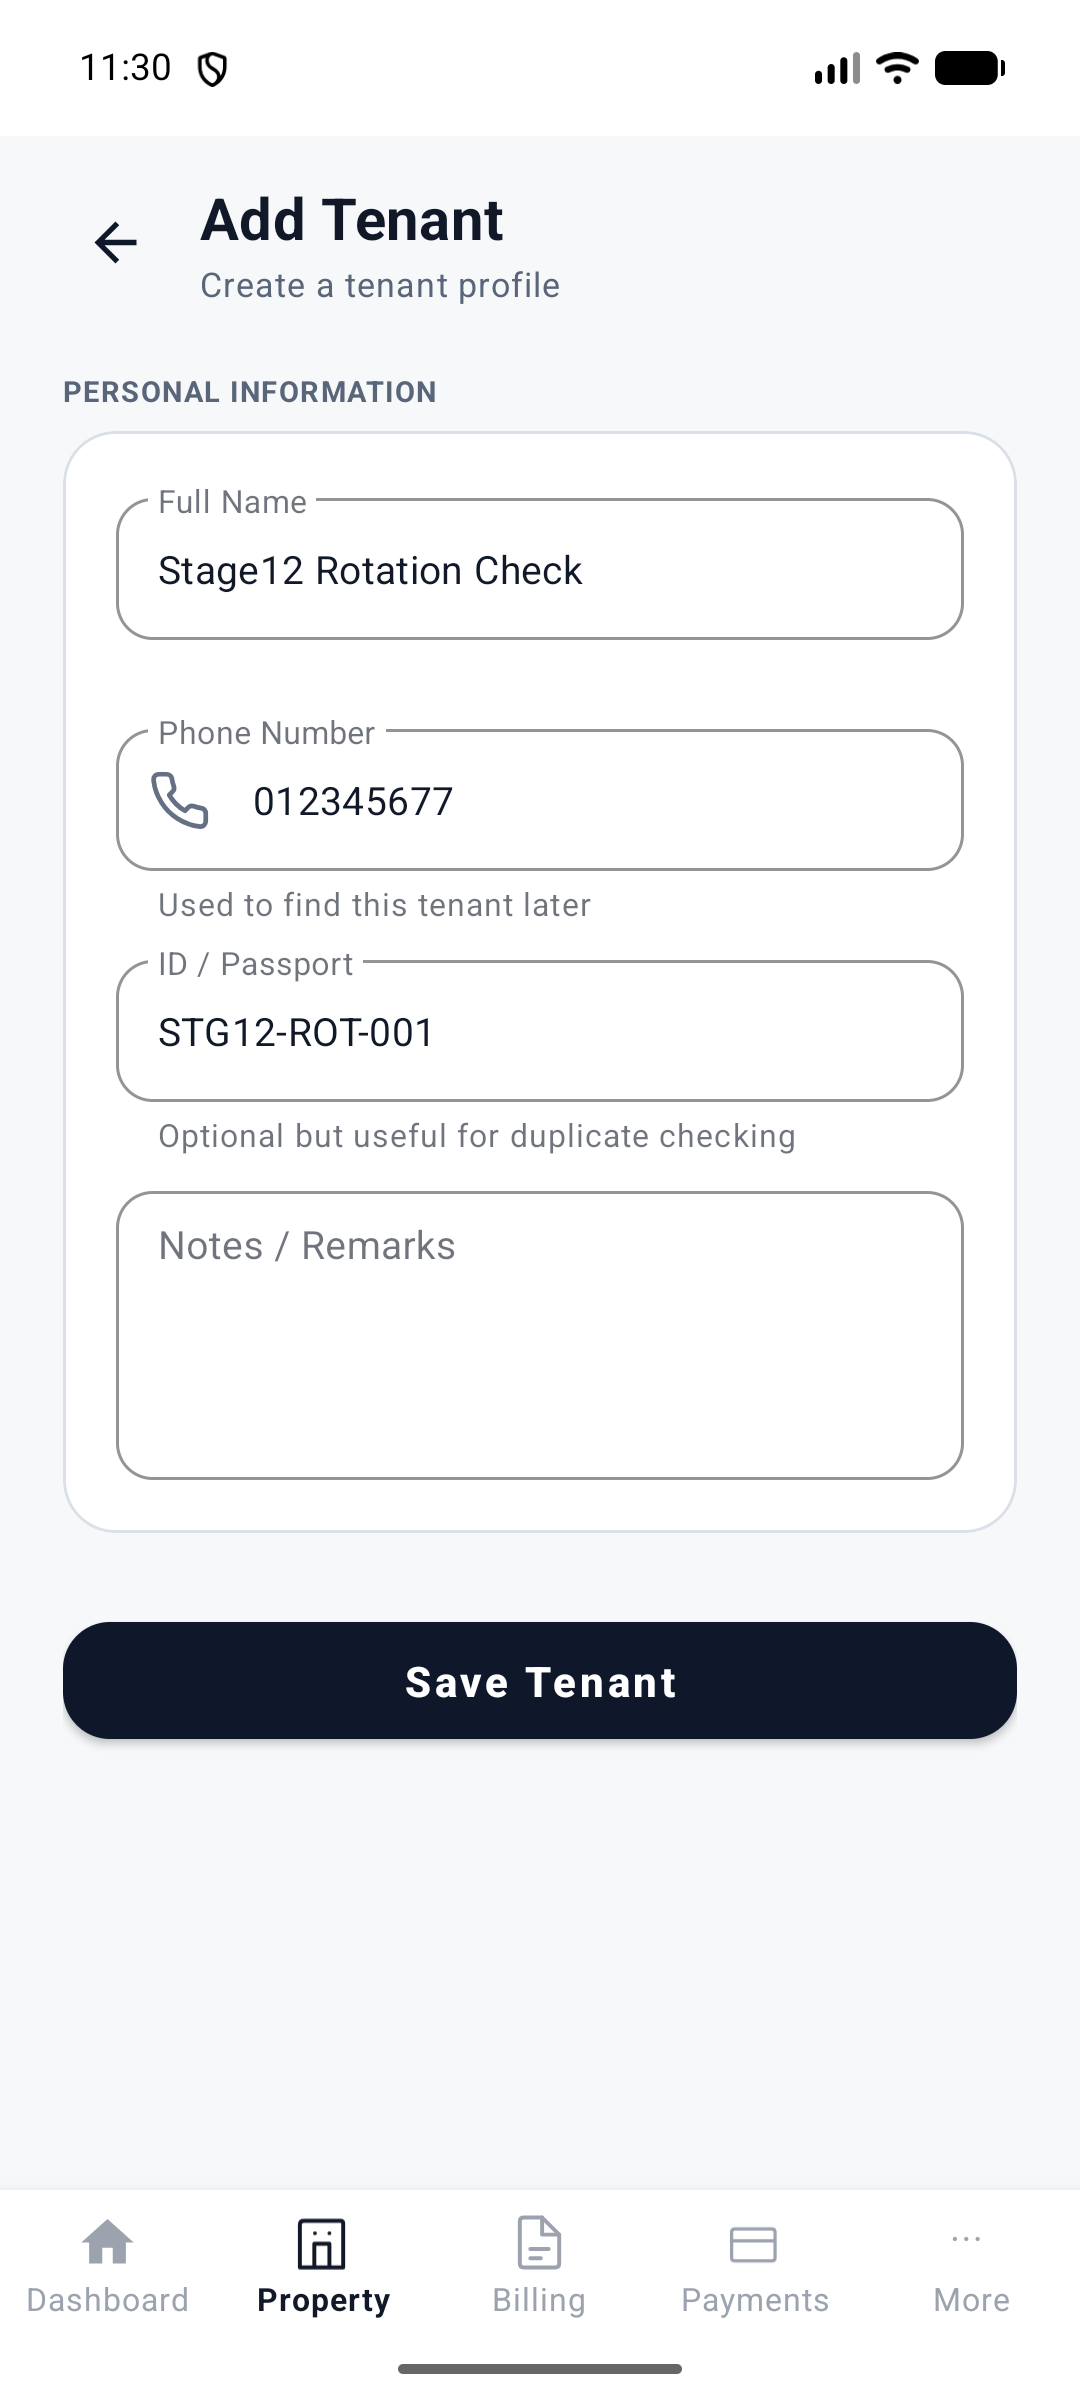 11:30
Add Tenant
Create a tenant profile
PERSONAL INFORMATION
Full Name
Stage12 Rotation Check
Phone Number
012345677
Used to find this tenant later
ID / Passport
STG12-ROT-001
Optional but useful for duplicate checking
Notes / Remarks
Save Tenant
Dashboard
Property
Billing
Payments
More